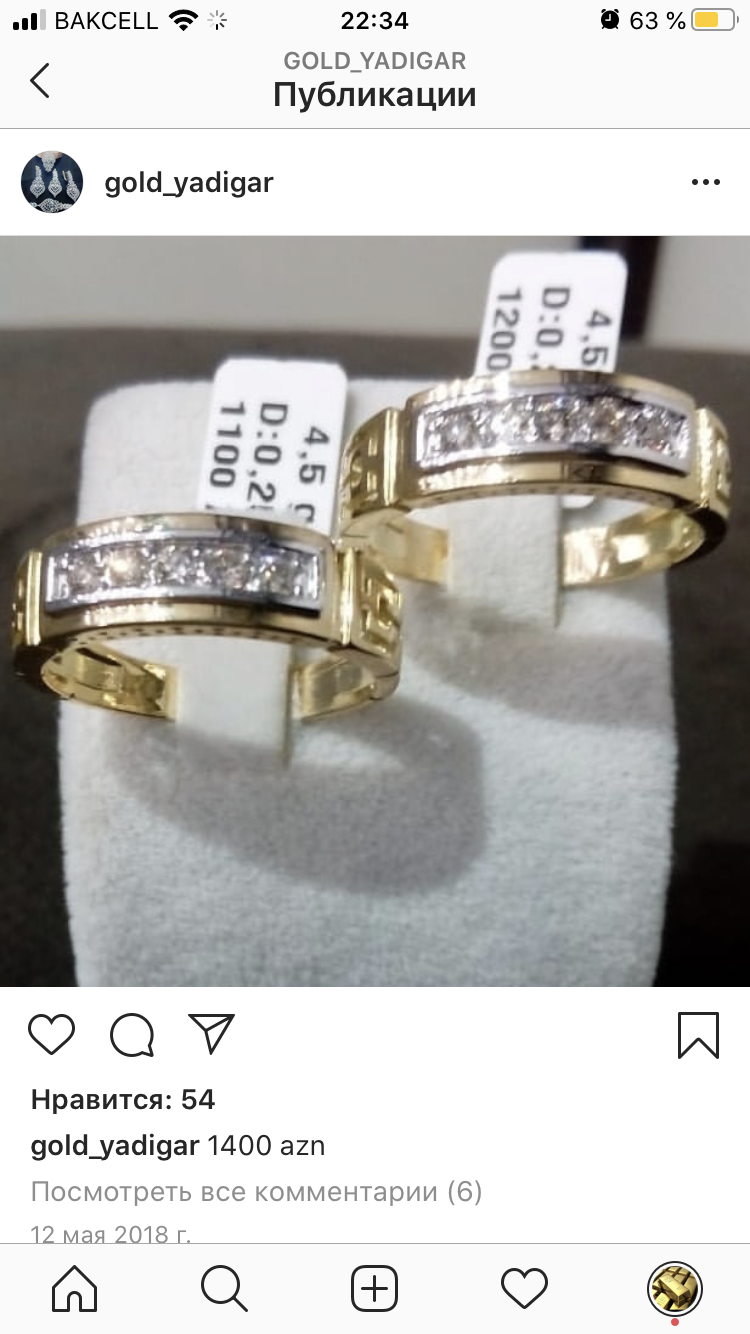 BAKCELL
22:34
63 %
GOLD_YADIGAR
Публикации
gold_yadigar
4,5
D:0,
1200
4,5
D:0,2
1100
Нравится: 54
gold_yadigar 1400 azn
Посмотреть все комментарии (6)
12 мая 2018 г.